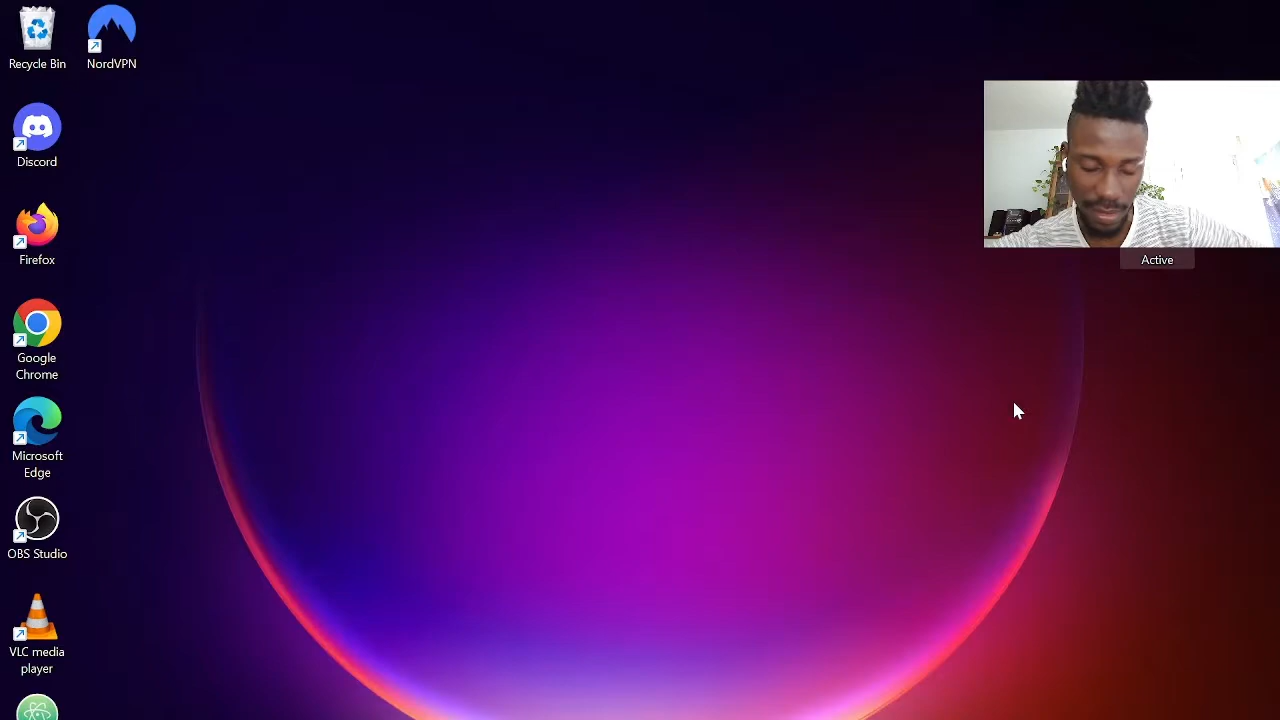 Recycle Bin
NordVPN
Discord
Firefox
Google
Chrome
Microsoft
Edge
OBS Studio
VLC media
player
Active